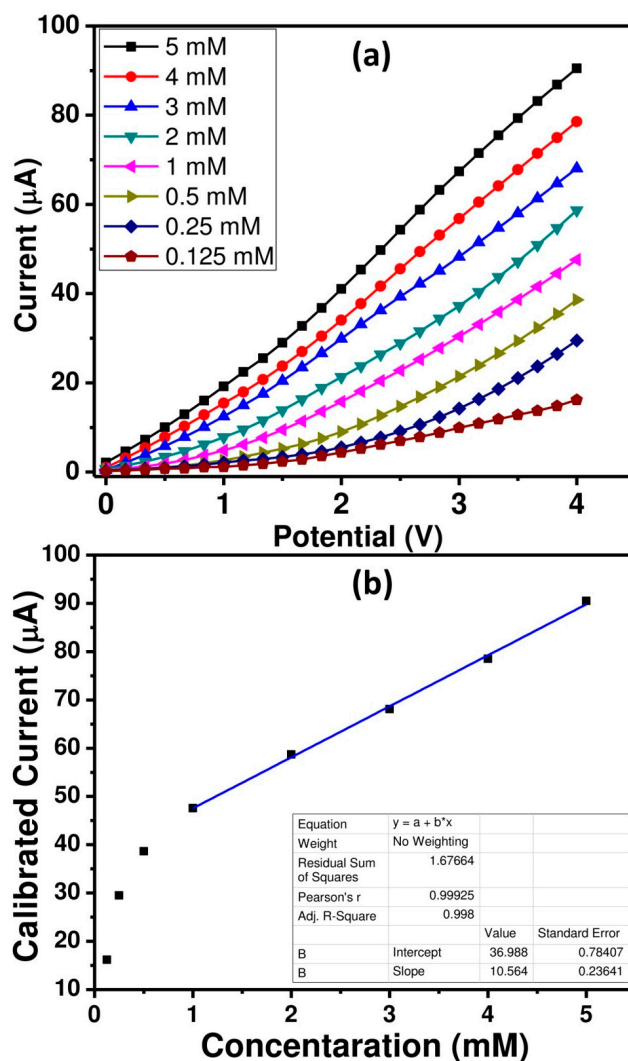 (a)
5 mM
4 mM
3 mM
2 mM
1 mM
0.5 mM
0.25 mM
0.125 mM
Current (μA)
100
80
60
40
20
0
0 1 2 3 4
Potential (V)
(b)
Calibrated Current (μA)
100
90
80
70
60
50
40
30
20
10
Equation y = a + b*x
Weight No Weighting
Residual Sum 1.67664
of Squares
Pearson's r 0.99925
Adj. R-Square 0.998
Value Standard Error
B Intercept 36.988 0.78407
B Slope 10.564 0.23641
0 1 2 3 4 5
Concentaration (mM)